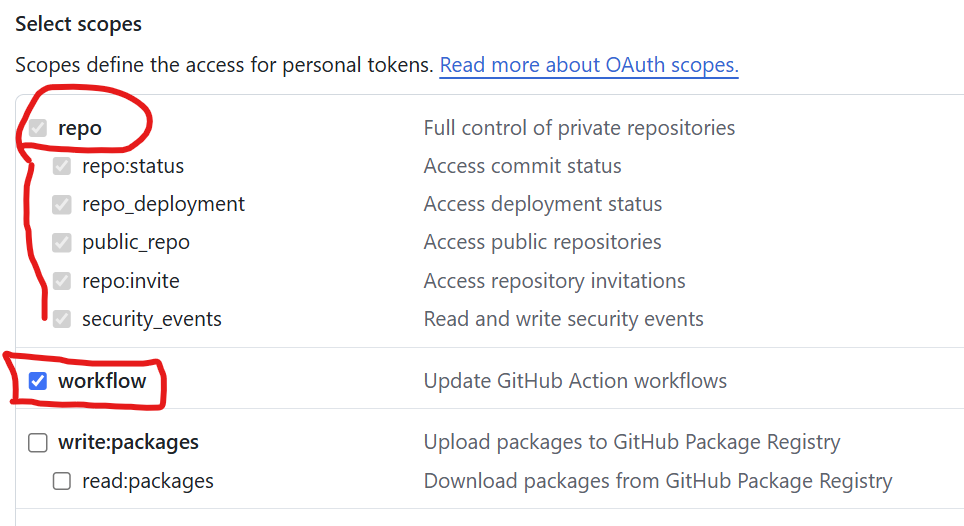 Select scopes
Scopes define the access for personal tokens. Read more about OAuth scopes.
repo Full control of private repositories
repo:status Access commit status
repo_deployment Access deployment status
public_repo Access public repositories
repo:invite Access repository invitations
security_events Read and write security events
workflow Update GitHub Action workflows
write:packages Upload packages to GitHub Package Registry
read:packages Download packages from GitHub Package Registry